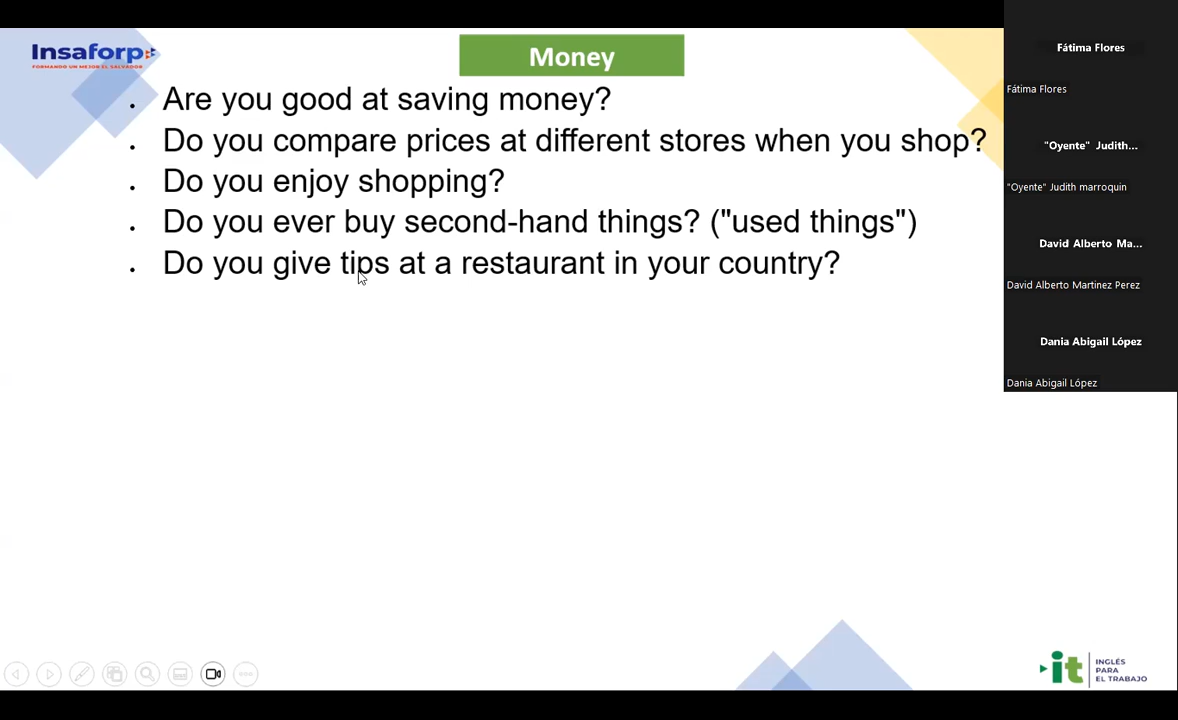 Insaforp
FORMANDO UN MEJOR EL SALVADOR
Money
• Are you good at saving money?
• Do you compare prices at different stores when you shop?
• Do you enjoy shopping?
• Do you ever buy second-hand things? ("used things")
• Do you give tips at a restaurant in your country?
Fátima Flores
Fátima Flores
"Oyente" Judith...
"Oyente" Judith marroquin
David Alberto Ma...
David Alberto Martinez Perez
Dania Abigail López
Dania Abigail López
it
INGLÉS
PARA
EL TRABAJO